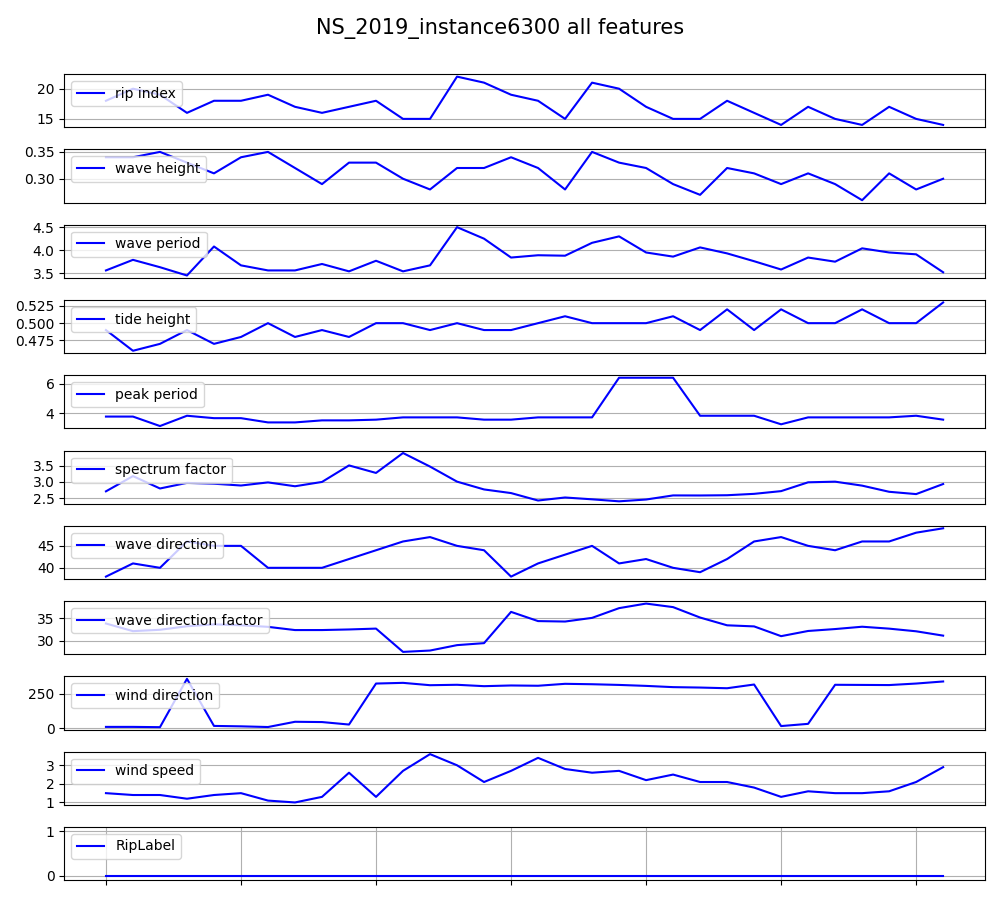 NS_2019_instance6300 all features
20
15
rip index
0.35
0.30
wave height
4.5
4.0
3.5
wave period
0.525
0.500
0.475
tide height
6
4
peak period
3.5
3.0
2.5
spectrum factor
45
40
wave direction
35
30
wave direction factor
250
0
wind direction
3
2
1
wind speed
1
0
RipLabel